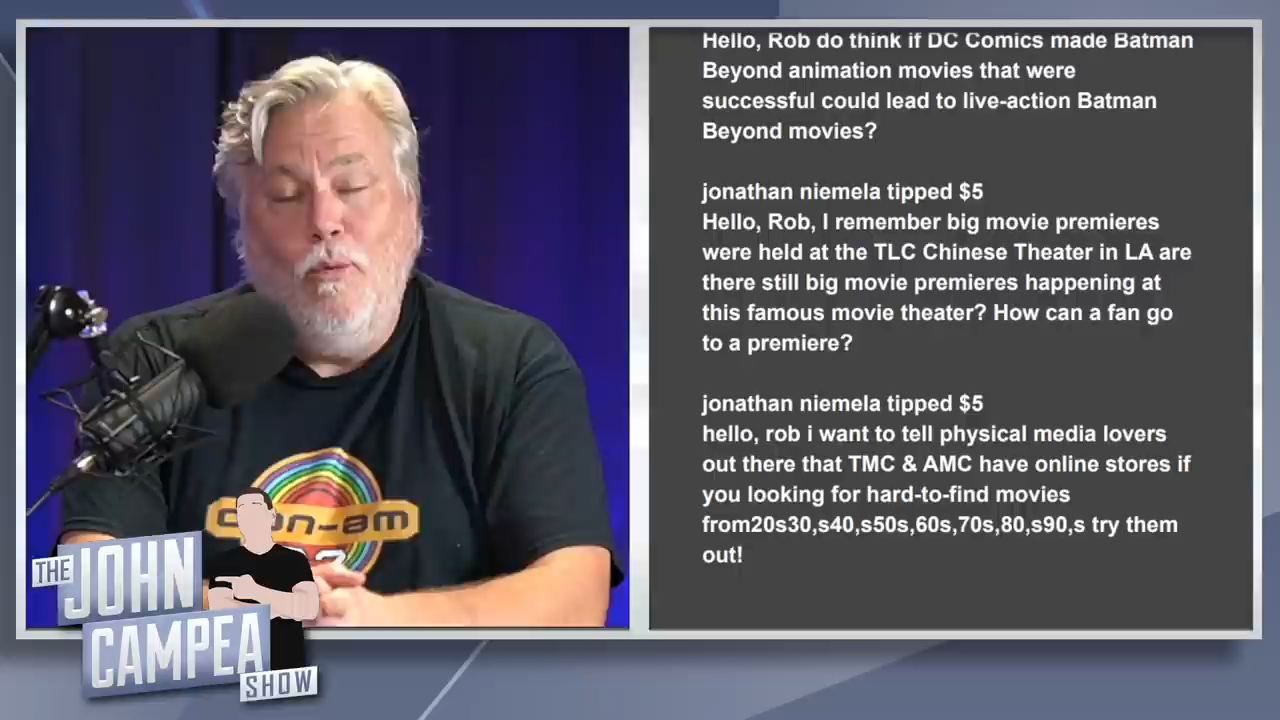 Hello, Rob do think if DC Comics made Batman
Beyond animation movies that were
successful could lead to live-action Batman
Beyond movies?
jonathan niemela tipped $5
Hello, Rob, I remember big movie premieres
were held at the TLC Chinese Theater in LA are
there still big movie premieres happening at
this famous movie theater? How can a fan go
to a premiere?
jonathan niemela tipped $5
hello, rob i want to tell physical media lovers
out there that TMC & AMC have online stores if
you looking for hard-to-find movies
from20s30,s40,s50s,60s,70s,80,s90,s try them
out!
THE
JOHN
CAMPEA
SHOW